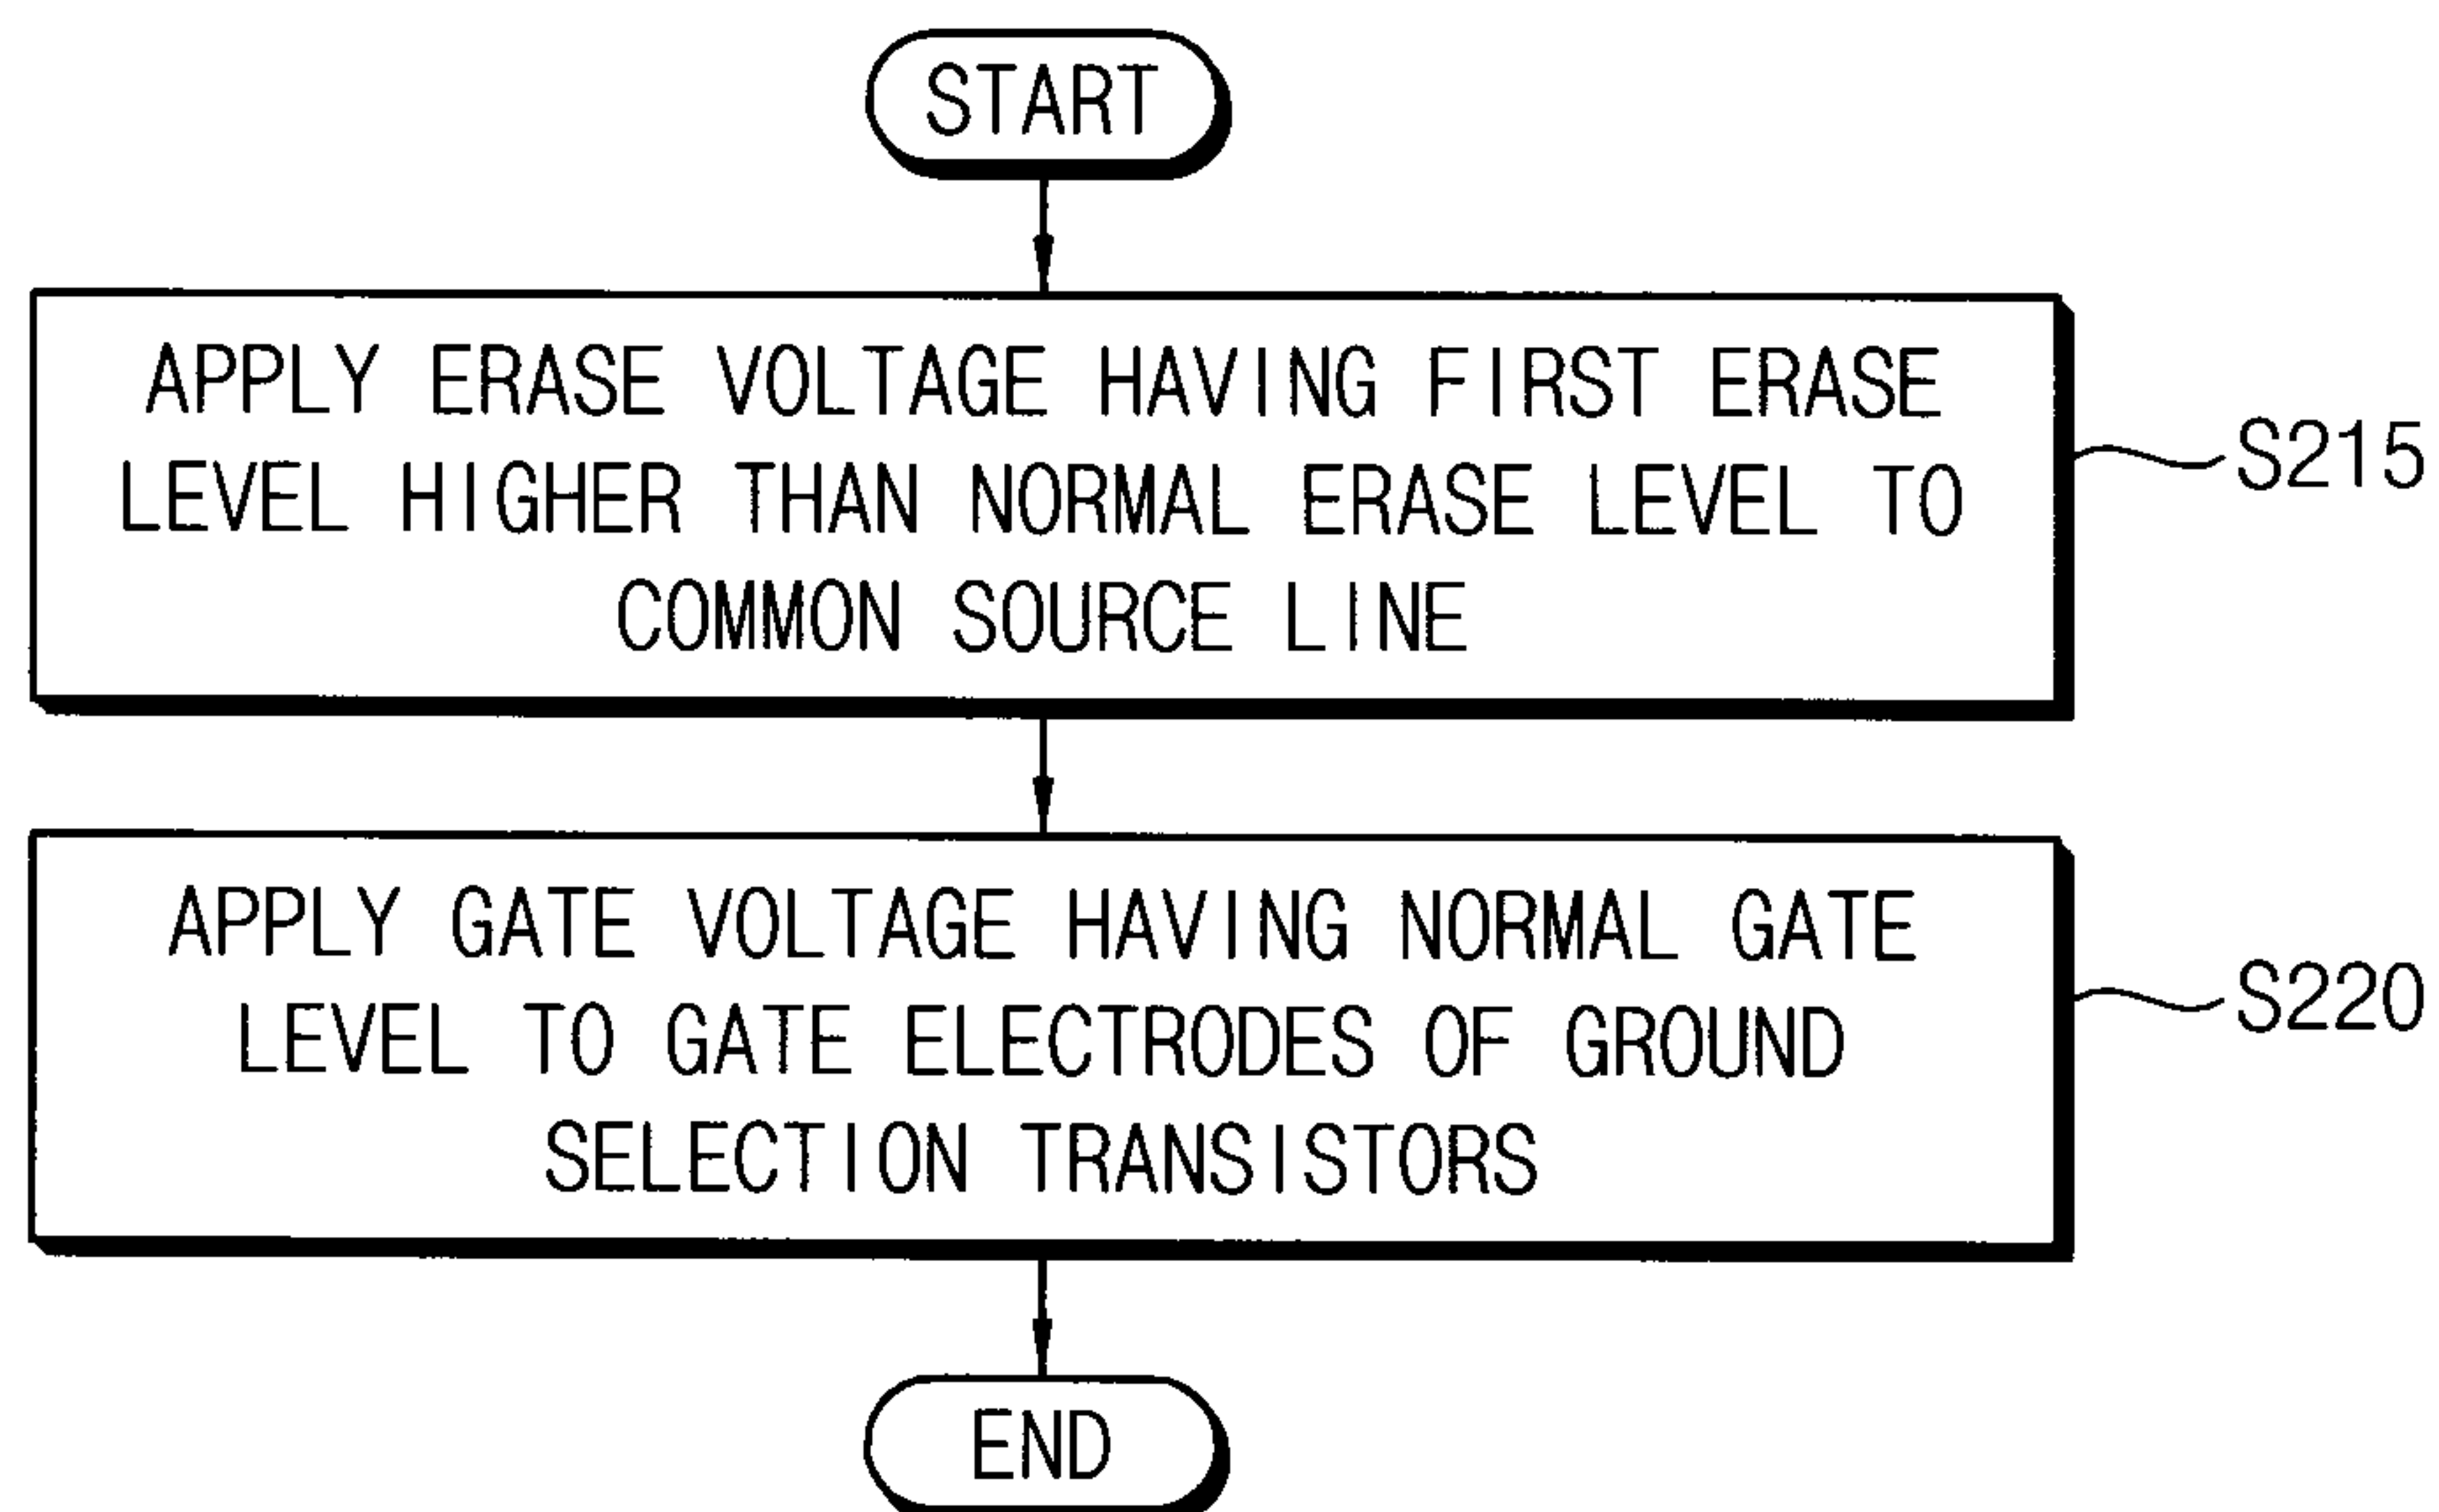 START
APPLY ERASE VOLTAGE HAVING FIRST ERASE
LEVEL HIGHER THAN NORMAL ERASE LEVEL TO
COMMON SOURCE LINE
S215
APPLY GATE VOLTAGE HAVING NORMAL GATE
LEVEL TO GATE ELECTRODES OF GROUND
SELECTION TRANSISTORS
S220
END